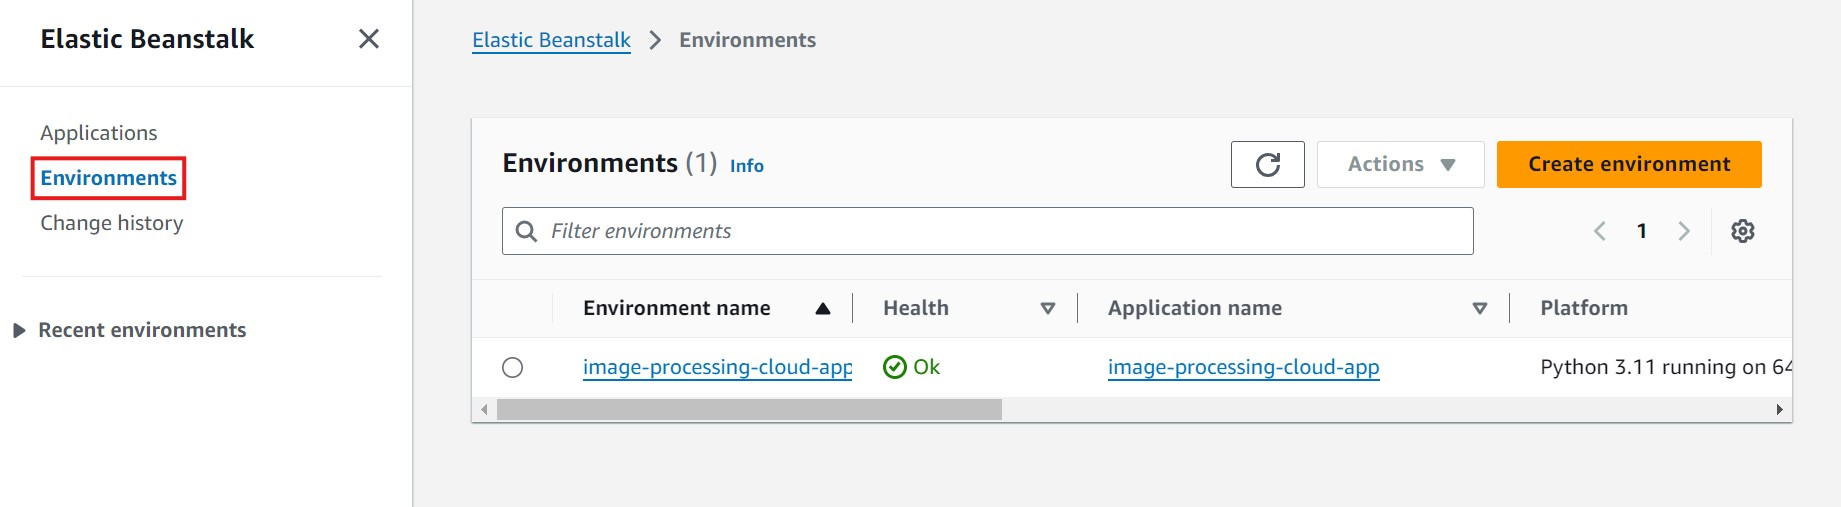 Elastic Beanstalk
Applications
Environments
Change history
Recent environments
Elastic Beanstalk > Environments
Environments (1) Info
Actions
Create environment
Filter environments
1
Environment name Health Application name Platform
image-processing-cloud-app Ok image-processing-cloud-app Python 3.11 running on 64